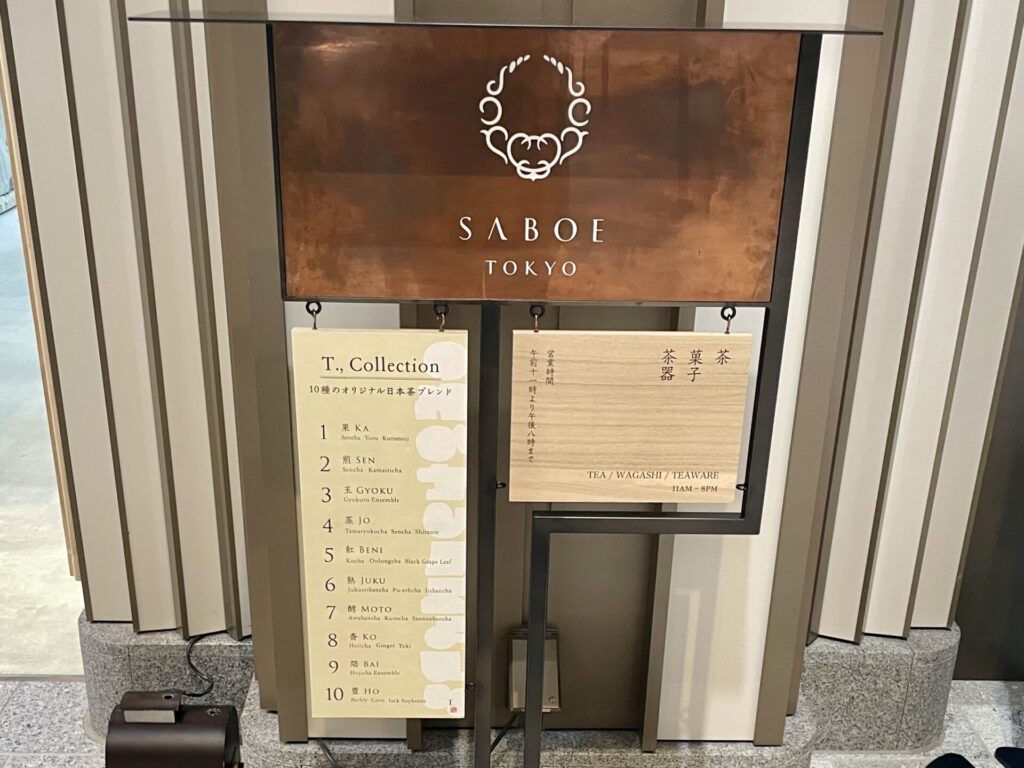 SABOE
TOKYO
T., Collection
10種のオリジナル日本茶ブレンド
1 果 KA
Sencha Yuzu Kuromoji
2 煎 SEN
Sencha Kamairicha
3 玉 GYOKU
Gyokuro Ensemble
4 蒸 JO
Tamaryokucha Sencha Shiraore
5 紅 BENI
Kocha Oolongcha Black Grape Leaf
6 熟 JUKU
Jukuseibancha Pu-erhcha
7 酵 MOTO
Awabancha Kurocha Sannenbancha
8 香 KO
Hojicha Ginger Toki
9 焙 BAI
Hojicha Ensemble
10 豊 HO
Barley Corn Soybeans
T.
茶
菓子
茶器
営業時間
午前十一時より午後八時まで
TEA / WAGASHI / TEAWARE
11AM – 8PM